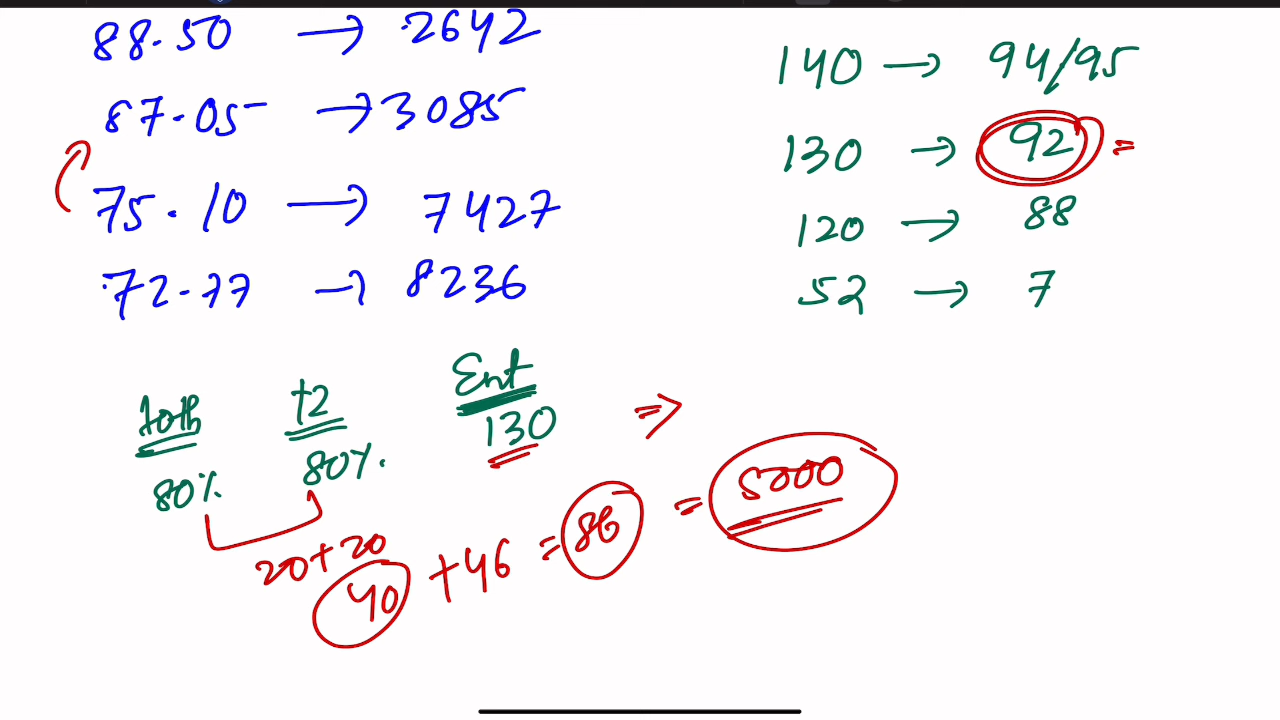 88.50 → 2642
87.05 → 3085
75.10 → 7427
72.77 → 8236
140 → 94/95
130 → 92 =
120 → 88
52 → 7
10th +2 Ent
80% 80%. 130 ⇒
20+20
40 +46 = 86 = 5000